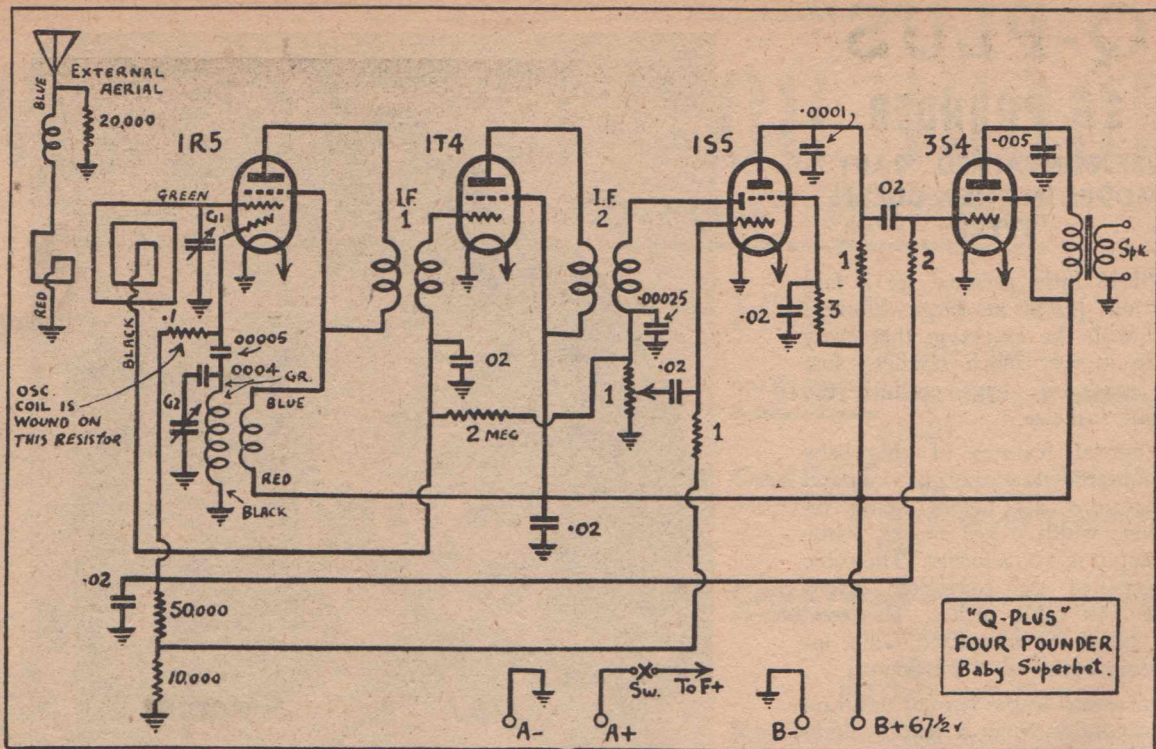 EXTERNAL
AERIAL
BLUE
20,000
RED
1R5
1T4
1S5
3S4
.0001
.005
GREEN
G1
I.F.
1
I.F.
2
02
1
2
Spk.
BLACK
.1
.00005
.0004
GR.
BLUE
G2
OSC.
COIL IS
WOUND ON
THIS RESISTOR
RED
BLACK
02
2 MEG
.00025
1
.02
1
.02
3
.02
.02
50,000
10,000
"Q-PLUS"
FOUR POUNDER
Baby Superhet.
A-
A+
Sw.
To F+
B-
B+ 67½ v